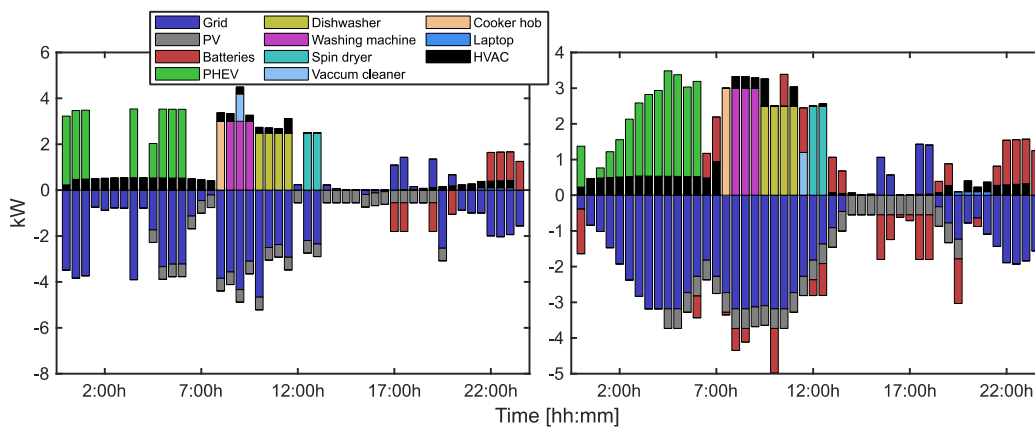 Grid Dishwasher Cooker hob
PV Washing machine Laptop
Batteries Spin dryer HVAC
PHEV Vaccum cleaner
kW
6
4
2
0
-2
-4
-6
-8
4
3
2
1
0
-1
-2
-3
-4
-5
2:00h 7:00h 12:00h 17:00h 22:00h 2:00h 7:00h 12:00h 17:00h 22:00h
Time [hh:mm]